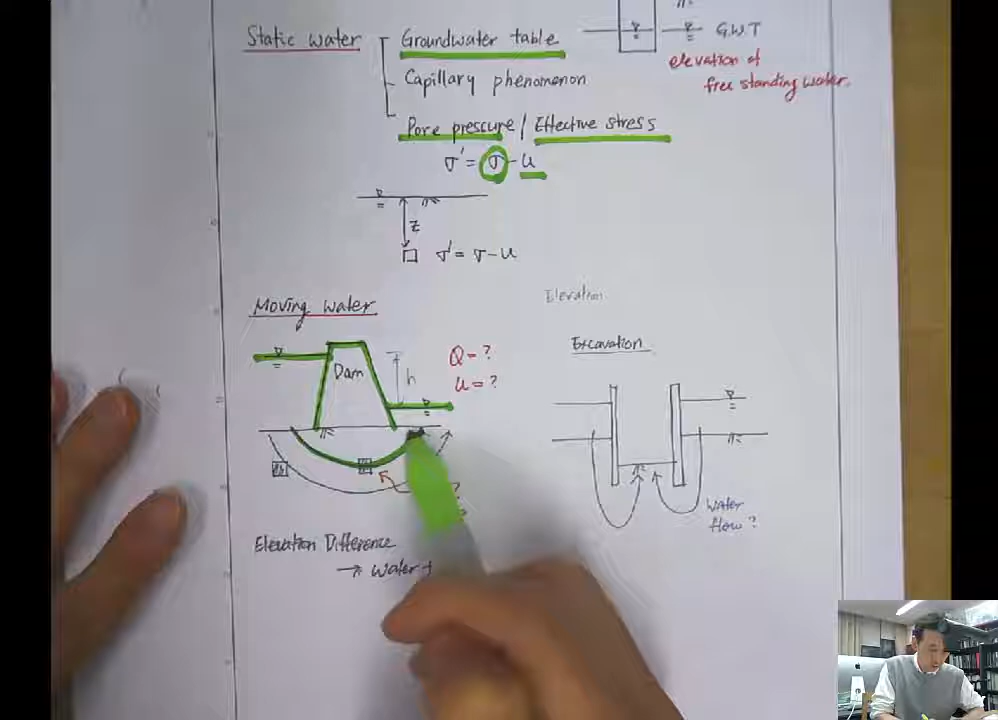 Static water
Groundwater table
Capillary phenomenon
Pore pressure / Effective stress
σ' = σ - u
G.W.T
elevation of
free standing water.
z
σ' = σ - u
Moving water
Dam
h
Q = ?
u = ?
?
Elevation Difference
→ water
Elevation
Excavation
water
flow ?